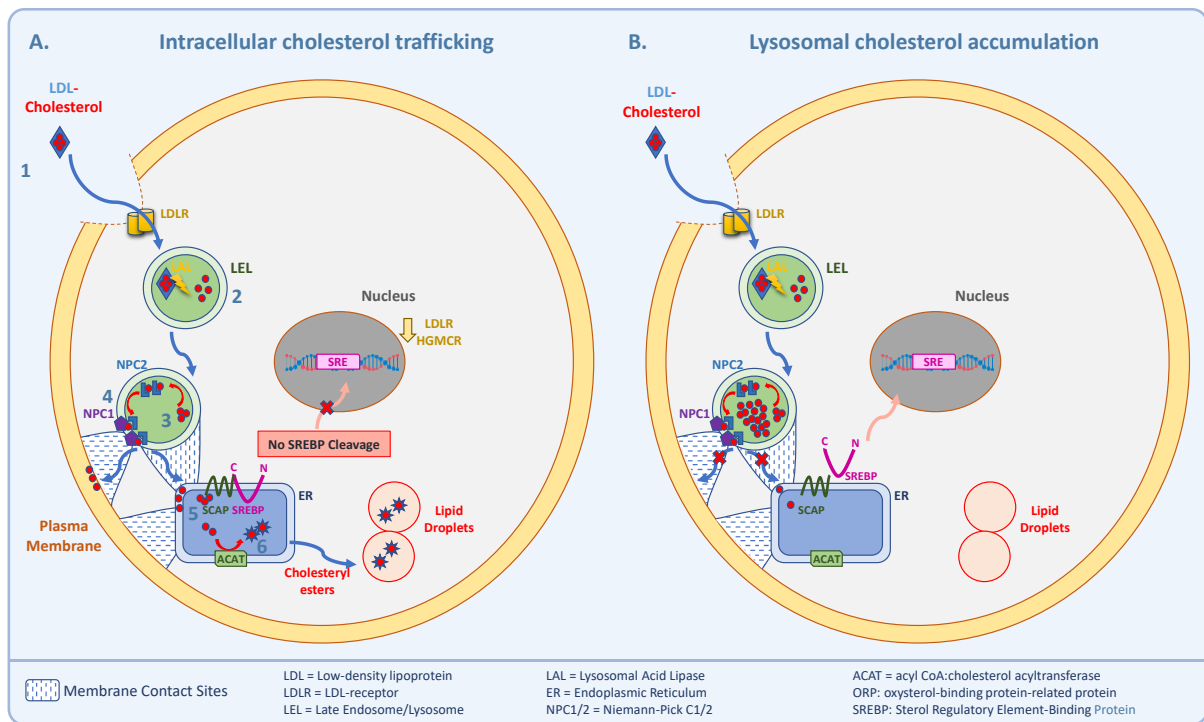 A.
Intracellular cholesterol trafficking
LDL-
Cholesterol
1
LDLR
LAL
LEL
2
Nucleus
LDLR
HGMCR
SRE
NPC2
4
NPC1
3
No SREBP Cleavage
C
N
ER
5
SCAP
SREBP
6
ACAT
Plasma
Membrane
Lipid
Droplets
Cholesteryl
esters
B.
Lysosomal cholesterol accumulation
LDL-
Cholesterol
LDLR
LAL
LEL
Nucleus
SRE
NPC2
NPC1
C
N
SREBP
ER
SCAP
ACAT
Lipid
Droplets
Membrane Contact Sites
LDL = Low-density lipoprotein
LDLR = LDL-receptor
LEL = Late Endosome/Lysosome
LAL = Lysosomal Acid Lipase
ER = Endoplasmic Reticulum
NPC1/2 = Niemann-Pick C1/2
ACAT = acyl CoA:cholesterol acyltransferase
ORP: oxysterol-binding protein-related protein
SREBP: Sterol Regulatory Element-Binding Protein